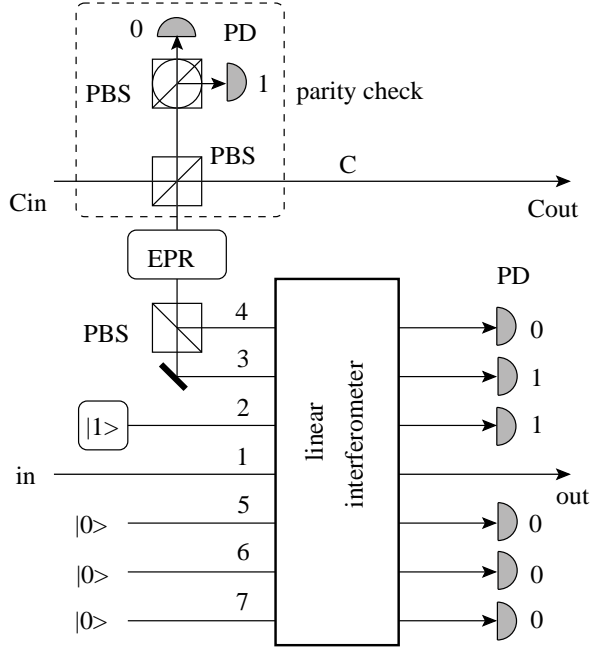 0 PD
PBS 1 parity check
PBS
C
Cin Cout
EPR
PD
PBS 4 0
3 1
|1> 2 1
in 1 out
linear
interferometer
|0> 5 0
|0> 6 0
|0> 7 0